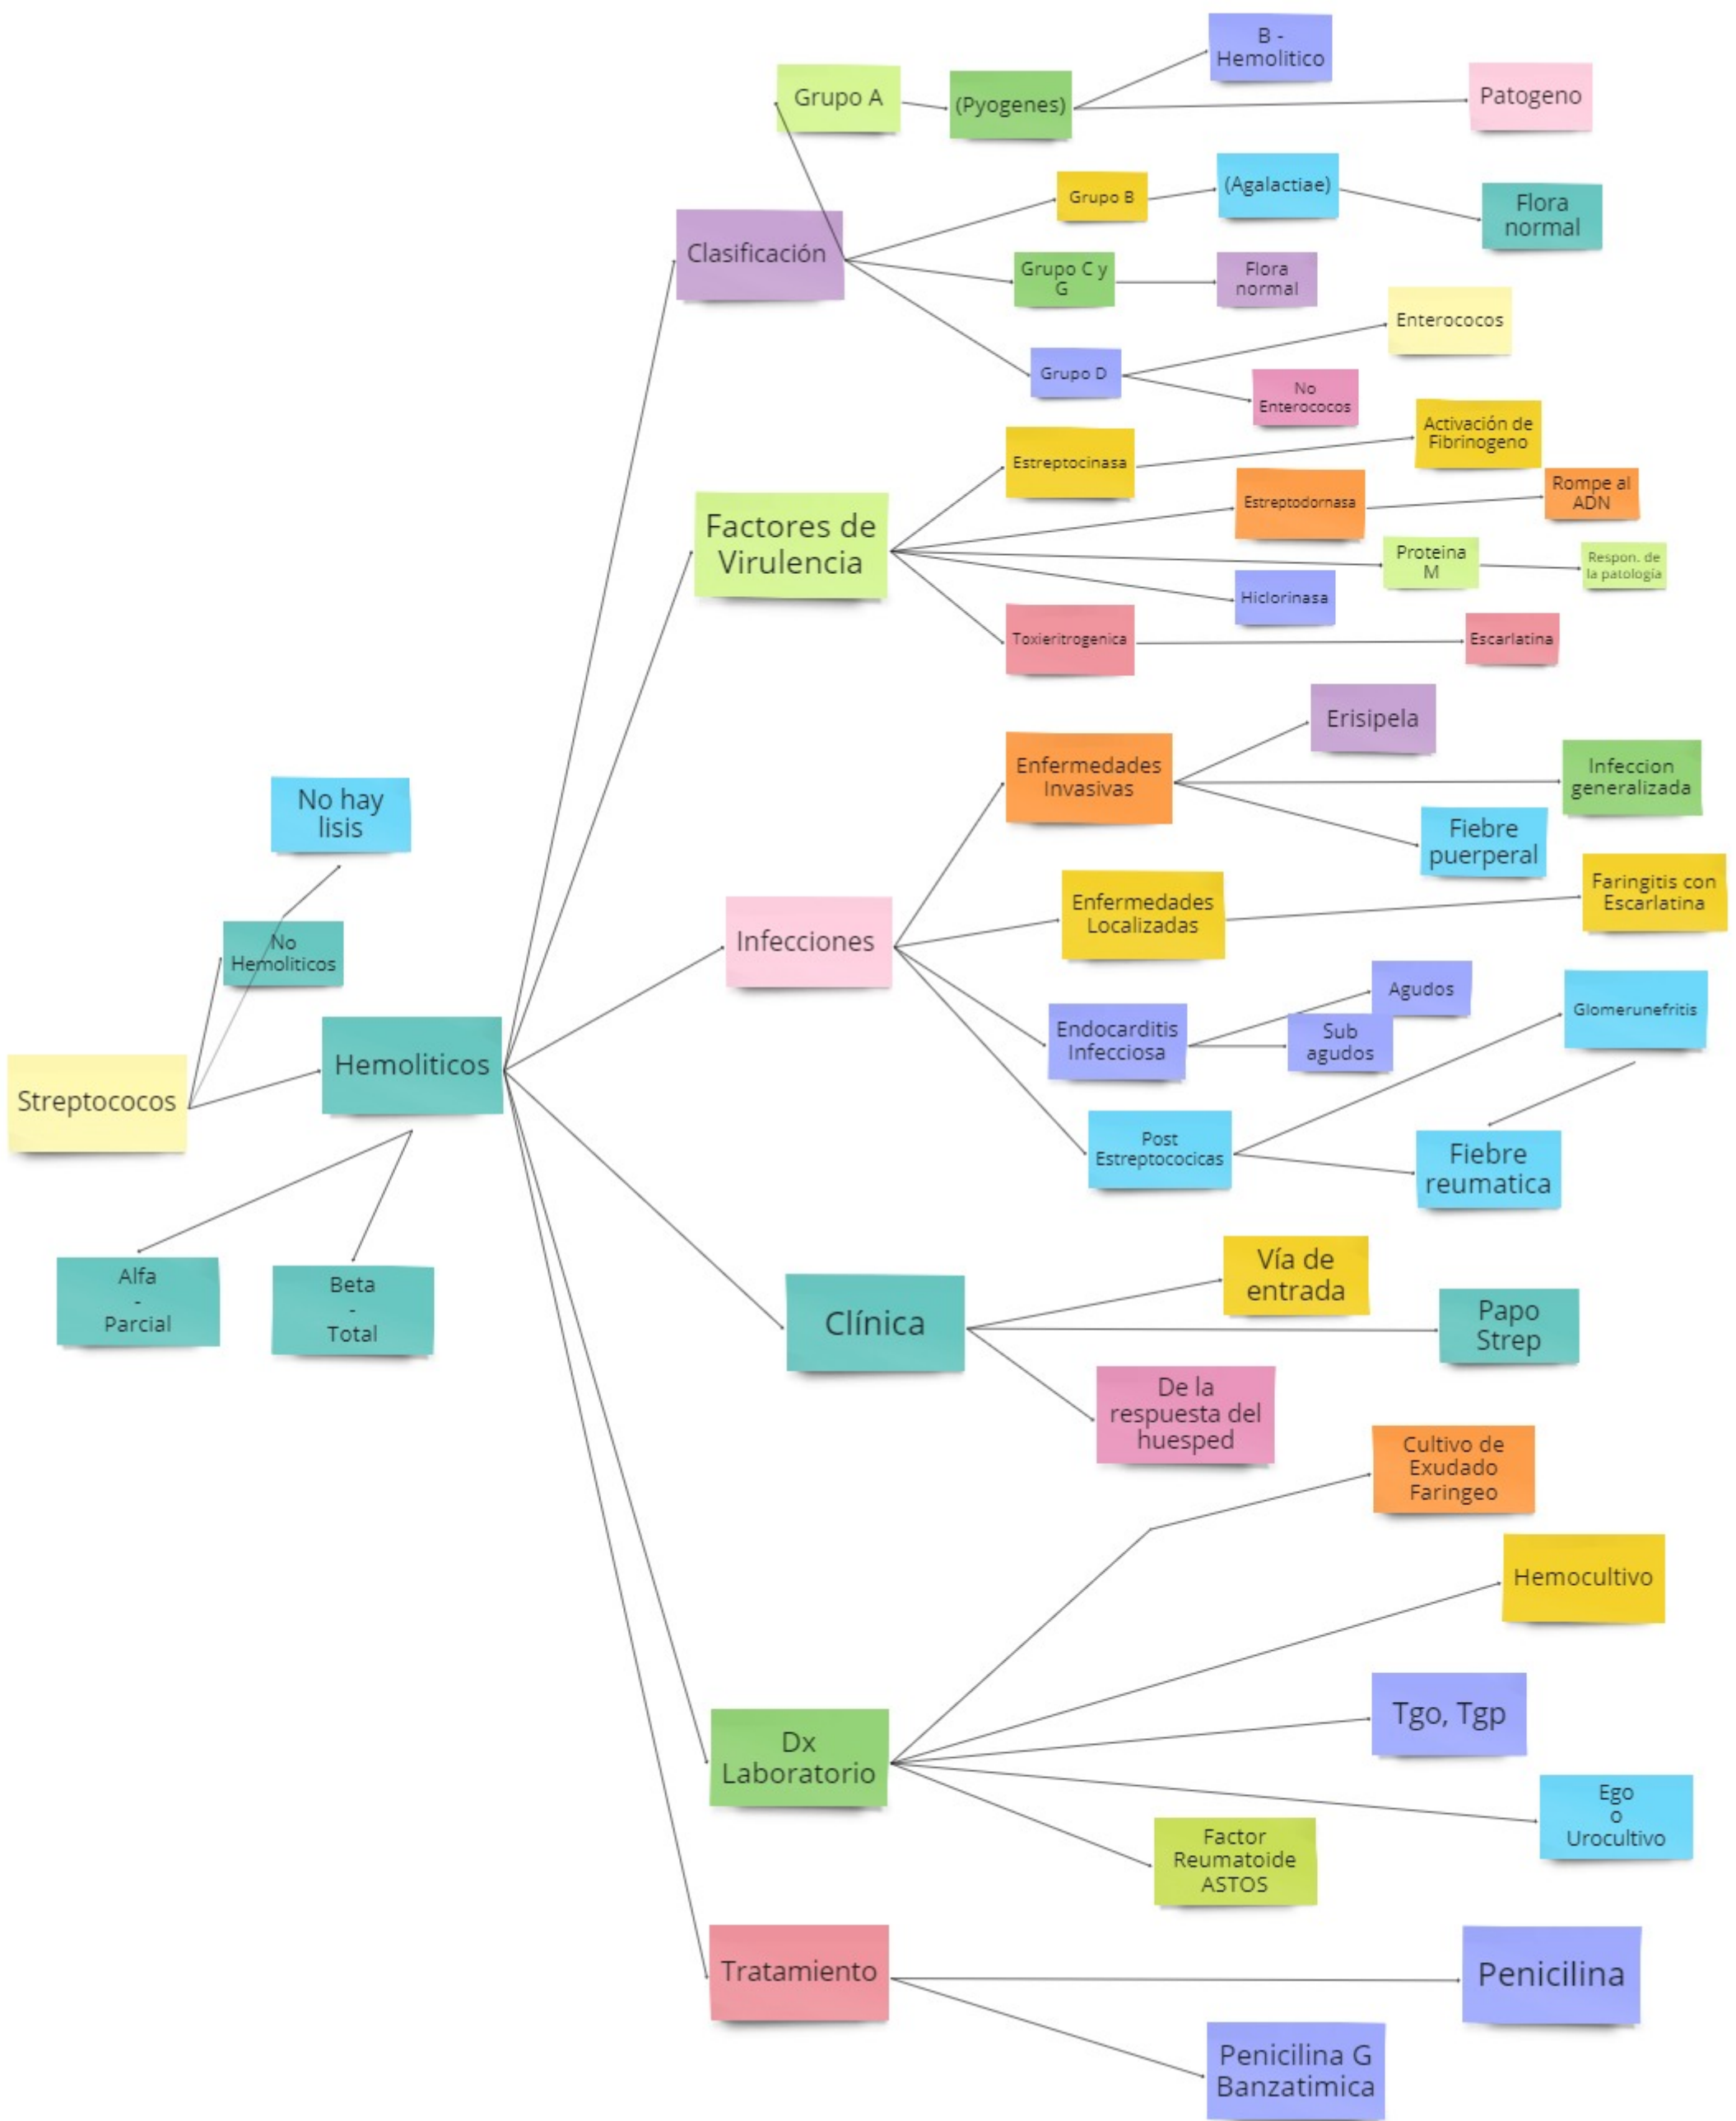 B -
Hemolitico
Grupo A
(Pyogenes)
Patogeno
Clasificación
Grupo B
(Agalactiae)
Flora
normal
Grupo C y
G
Flora
normal
Grupo D
Enterococos
No
Enterococos
Factores de
Virulencia
Estreptocinasa
Activación de
Fibrinogeno
Estreptodornasa
Rompe al
ADN
Proteina
M
Respon. de
la patología
Hiclorinasa
Toxieritrogenica
Escarlatina
Infecciones
Enfermedades
Invasivas
Erisipela
Infeccion
generalizada
Fiebre
puerperal
Enfermedades
Localizadas
Faringitis con
Escarlatina
Endocarditis
Infecciosa
Agudos
Sub
agudos
Post
Estreptococicas
Glomerunefritis
Fiebre
reumatica
No hay
lisis
No
Hemoliticos
Streptococos
Hemoliticos
Alfa
-
Parcial
Beta
-
Total
Clínica
Vía de
entrada
Papo
Strep
De la
respuesta del
huesped
Dx
Laboratorio
Cultivo de
Exudado
Faringeo
Hemocultivo
Tgo, Tgp
Ego
o
Urocultivo
Factor
Reumatoide
ASTOS
Tratamiento
Penicilina
Penicilina G
Banzatimica